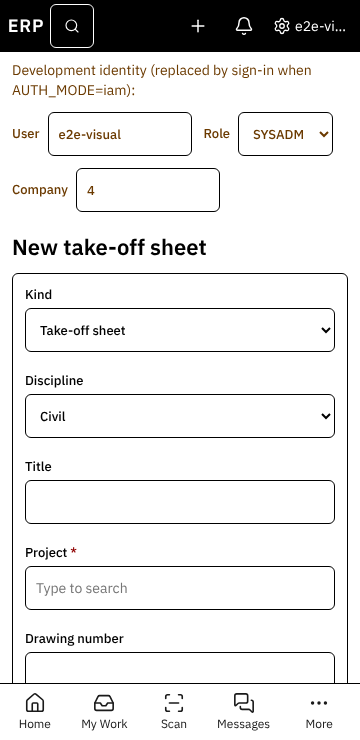 ERP
e2e-vi...
Development identity (replaced by sign-in when
AUTH_MODE=iam):
User
e2e-visual
Role
SYSADM
Company
4
New take-off sheet
Kind
Take-off sheet
Discipline
Civil
Title
Project *
Type to search
Drawing number
Home
My Work
Scan
Messages
More